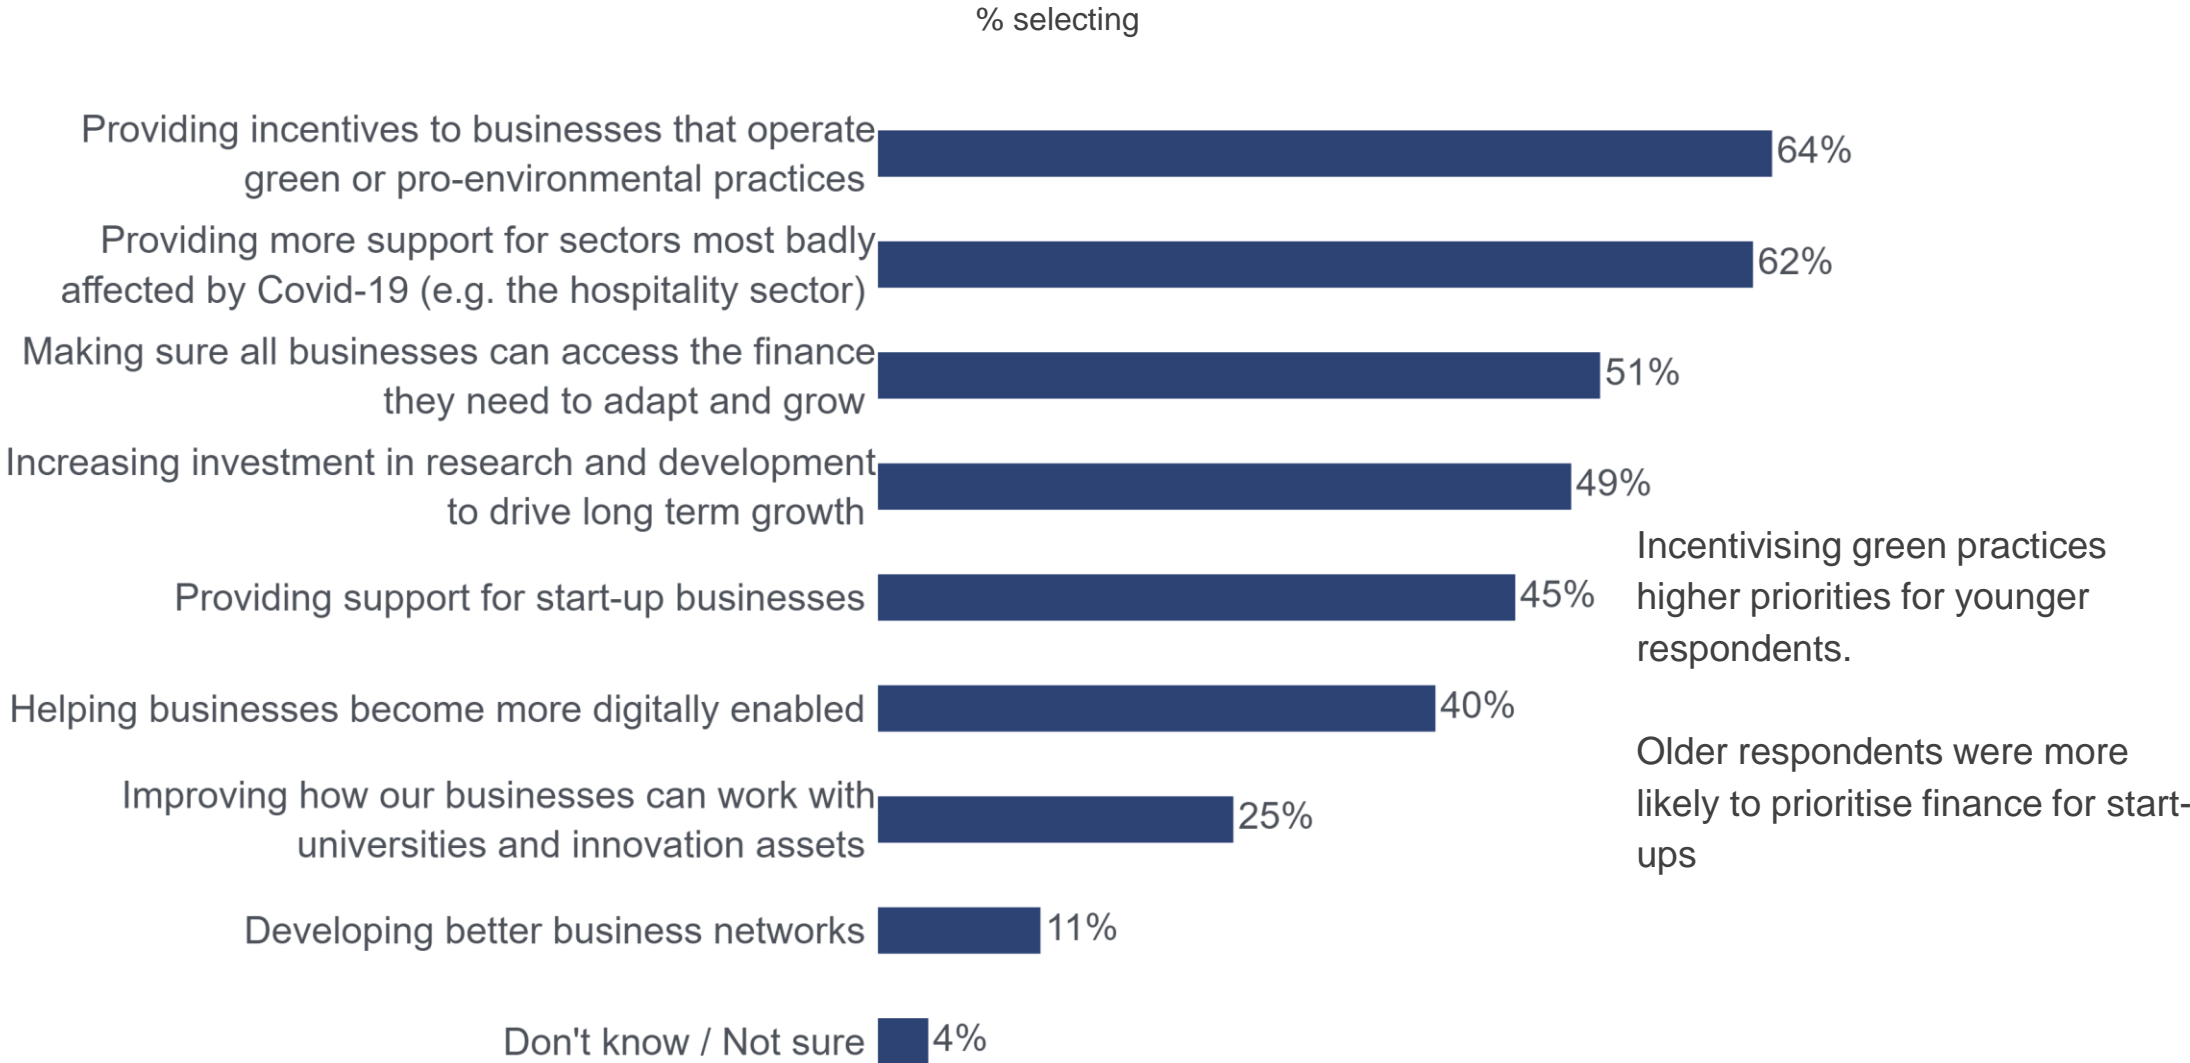 % selecting
Providing incentives to businesses that operate
green or pro-environmental practices
64%
Providing more support for sectors most badly
affected by Covid-19 (e.g. the hospitality sector)
62%
Making sure all businesses can access the finance
they need to adapt and grow
51%
Increasing investment in research and development
to drive long term growth
49%
Providing support for start-up businesses
45%
Helping businesses become more digitally enabled
40%
Improving how our businesses can work with
universities and innovation assets
25%
Developing better business networks
11%
Don't know / Not sure
4%
Incentivising green practices
higher priorities for younger
respondents.
Older respondents were more
likely to prioritise finance for start-
ups